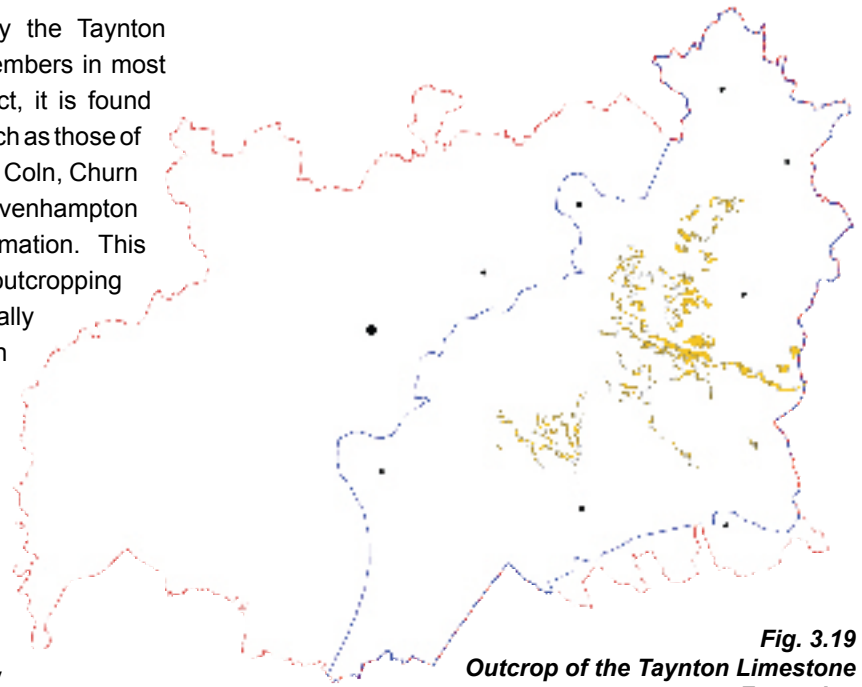 y the Taynton
embers in most
ct, it is found
ch as those of
Coln, Churn
venhampton
mation. This
outcropping
ally
n
Fig. 3.19
Outcrop of the Taynton Limestone